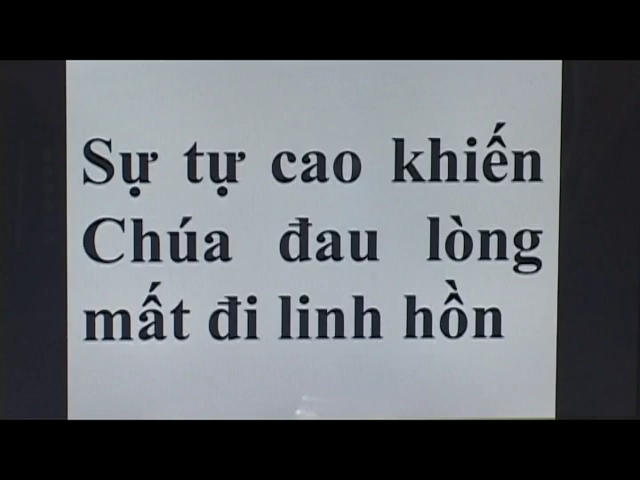 Sự tự cao khiến
Chúa đau lòng
mất đi linh hồn